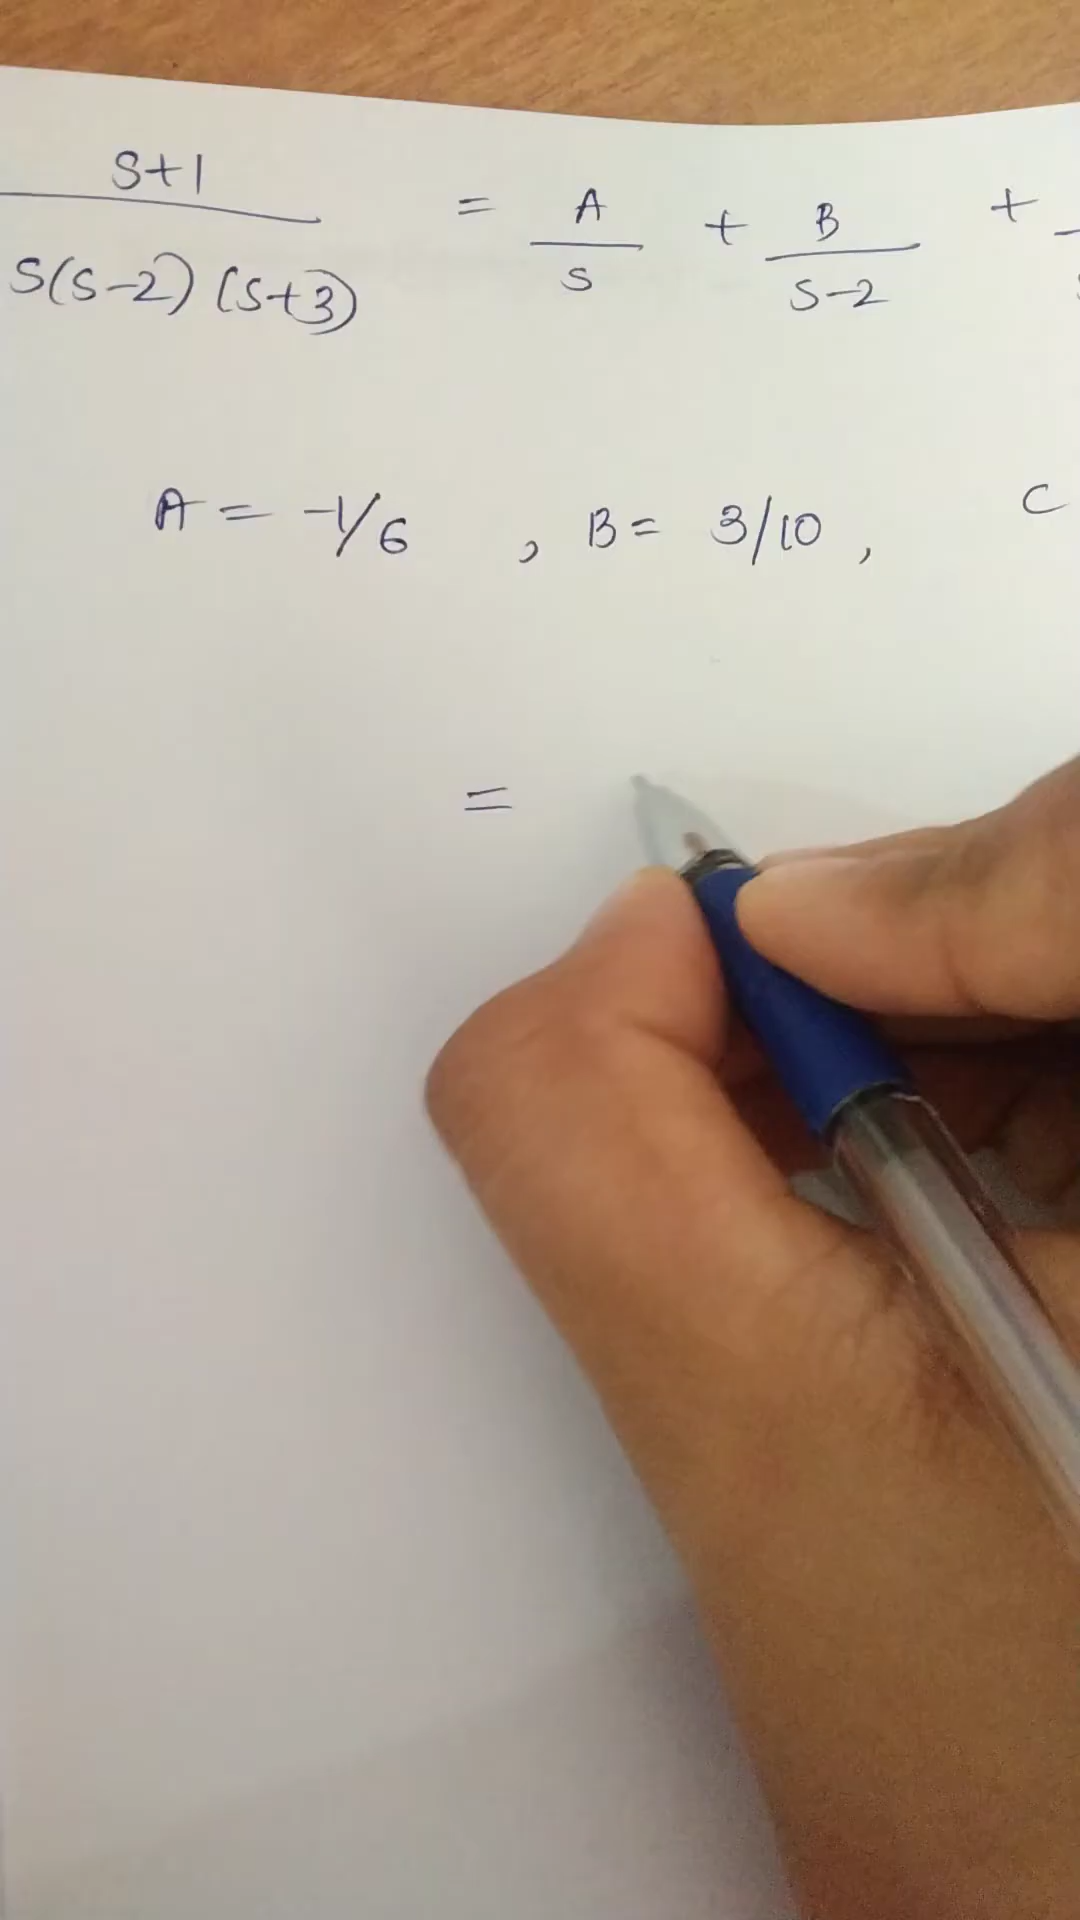 S+1 / S(S-2)(S+3) = A/S + B/S-2 +
A = -1/6 , B = 3/10 , C
=